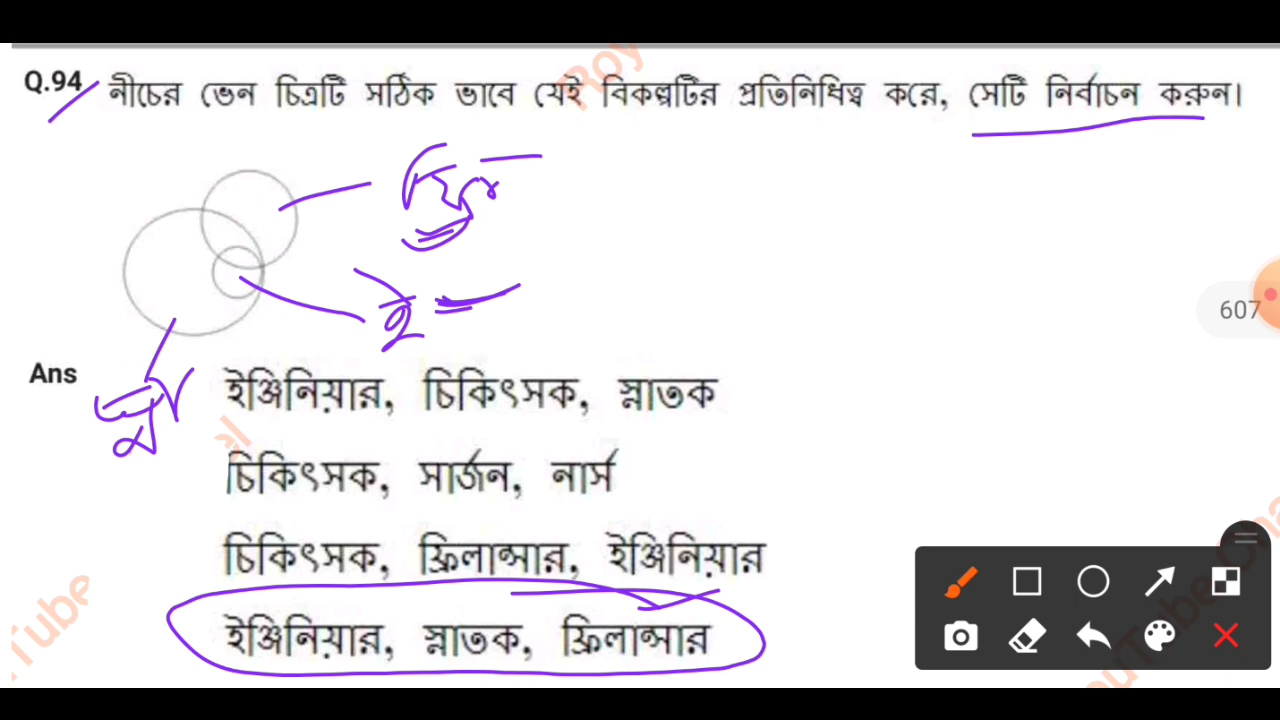 Q.94 নীচের ভেন চিত্রটি সঠিক ভাবে যেই বিকল্পটির প্রতিনিধিত্ব করে, সেটি নির্বাচন করুন।
607
Ans
ইঞ্জিনিয়ার, চিকিৎসক, স্নাতক
চিকিৎসক, সার্জন, নার্স
চিকিৎসক, ফ্রিলান্সার, ইঞ্জিনিয়ার
ইঞ্জিনিয়ার, স্নাতক, ফ্রিলান্সার